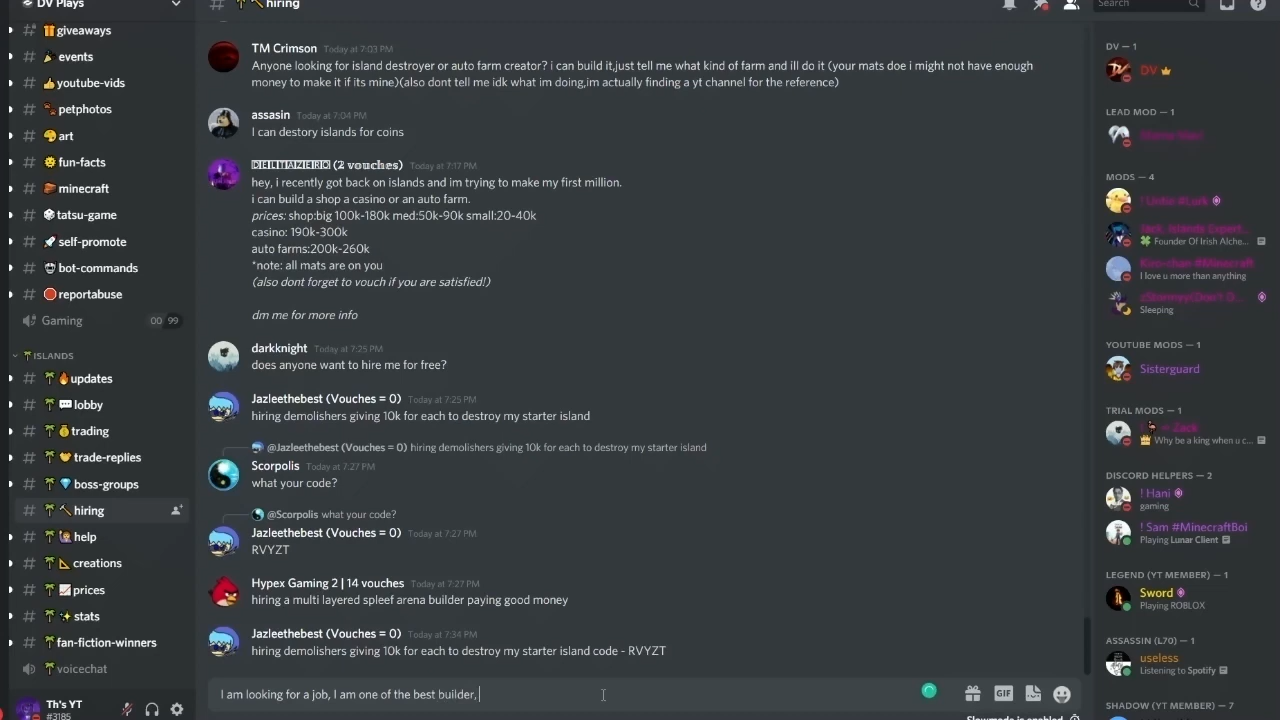 DV Plays
hiring
Search
giveaways
events
youtube-vids
petphotos
art
fun-facts
minecraft
tatsu-game
self-promote
bot-commands
reportabuse
Gaming 00 99
ISLANDS
updates
lobby
trading
trade-replies
boss-groups
hiring
help
creations
prices
stats
fan-fiction-winners
voicechat
Th's YT
#3185
TM Crimson Today at 7:03 PM
Anyone looking for island destroyer or auto farm creator? i can build it,just tell me what kind of farm and ill do it (your mats doe i might not have enough
money to make it if its mine)(also dont tell me idk what im doing,im actually finding a yt channel for the reference)
assasin Today at 7:04 PM
I can destory islands for coins
DELTAZERO (2 vouches) Today at 7:17 PM
hey, i recently got back on islands and im trying to make my first million.
i can build a shop a casino or an auto farm.
prices: shop:big 100k-180k med:50k-90k small:20-40k
casino: 190k-300k
auto farms:200k-260k
*note: all mats are on you
(also dont forget to vouch if you are satisfied!)
dm me for more info
darkknight Today at 7:25 PM
does anyone want to hire me for free?
Jazleethebest (Vouches = 0) Today at 7:25 PM
hiring demolishers giving 10k for each to destroy my starter island
@Jazleethebest (Vouches = 0) hiring demolishers giving 10k for each to destroy my starter island
Scorpolis Today at 7:27 PM
what your code?
@Scorpolis what your code?
Jazleethebest (Vouches = 0) Today at 7:27 PM
RVYZT
Hypex Gaming 2 | 14 vouches Today at 7:27 PM
hiring a multi layered spleef arena builder paying good money
Jazleethebest (Vouches = 0) Today at 7:34 PM
hiring demolishers giving 10k for each to destroy my starter island code - RVYZT
I am looking for a job, I am one of the best builder,
GIF
Slowmode is enabled.
DV — 1
DV
LEAD MOD — 1
MODS — 4
Founder Of Irish Alche...
I love u more than anything
Sleeping
YOUTUBE MODS — 1
Sisterguard
TRIAL MODS — 1
Zack
Why be a king when u c...
DISCORD HELPERS — 2
! Hani
gaming
! Sam #MinecraftBoi
Playing Lunar Client
LEGEND (YT MEMBER) — 1
Sword
Playing ROBLOX
ASSASSIN (L70) — 1
useless
Listening to Spotify
SHADOW (YT MEMBER) — 7